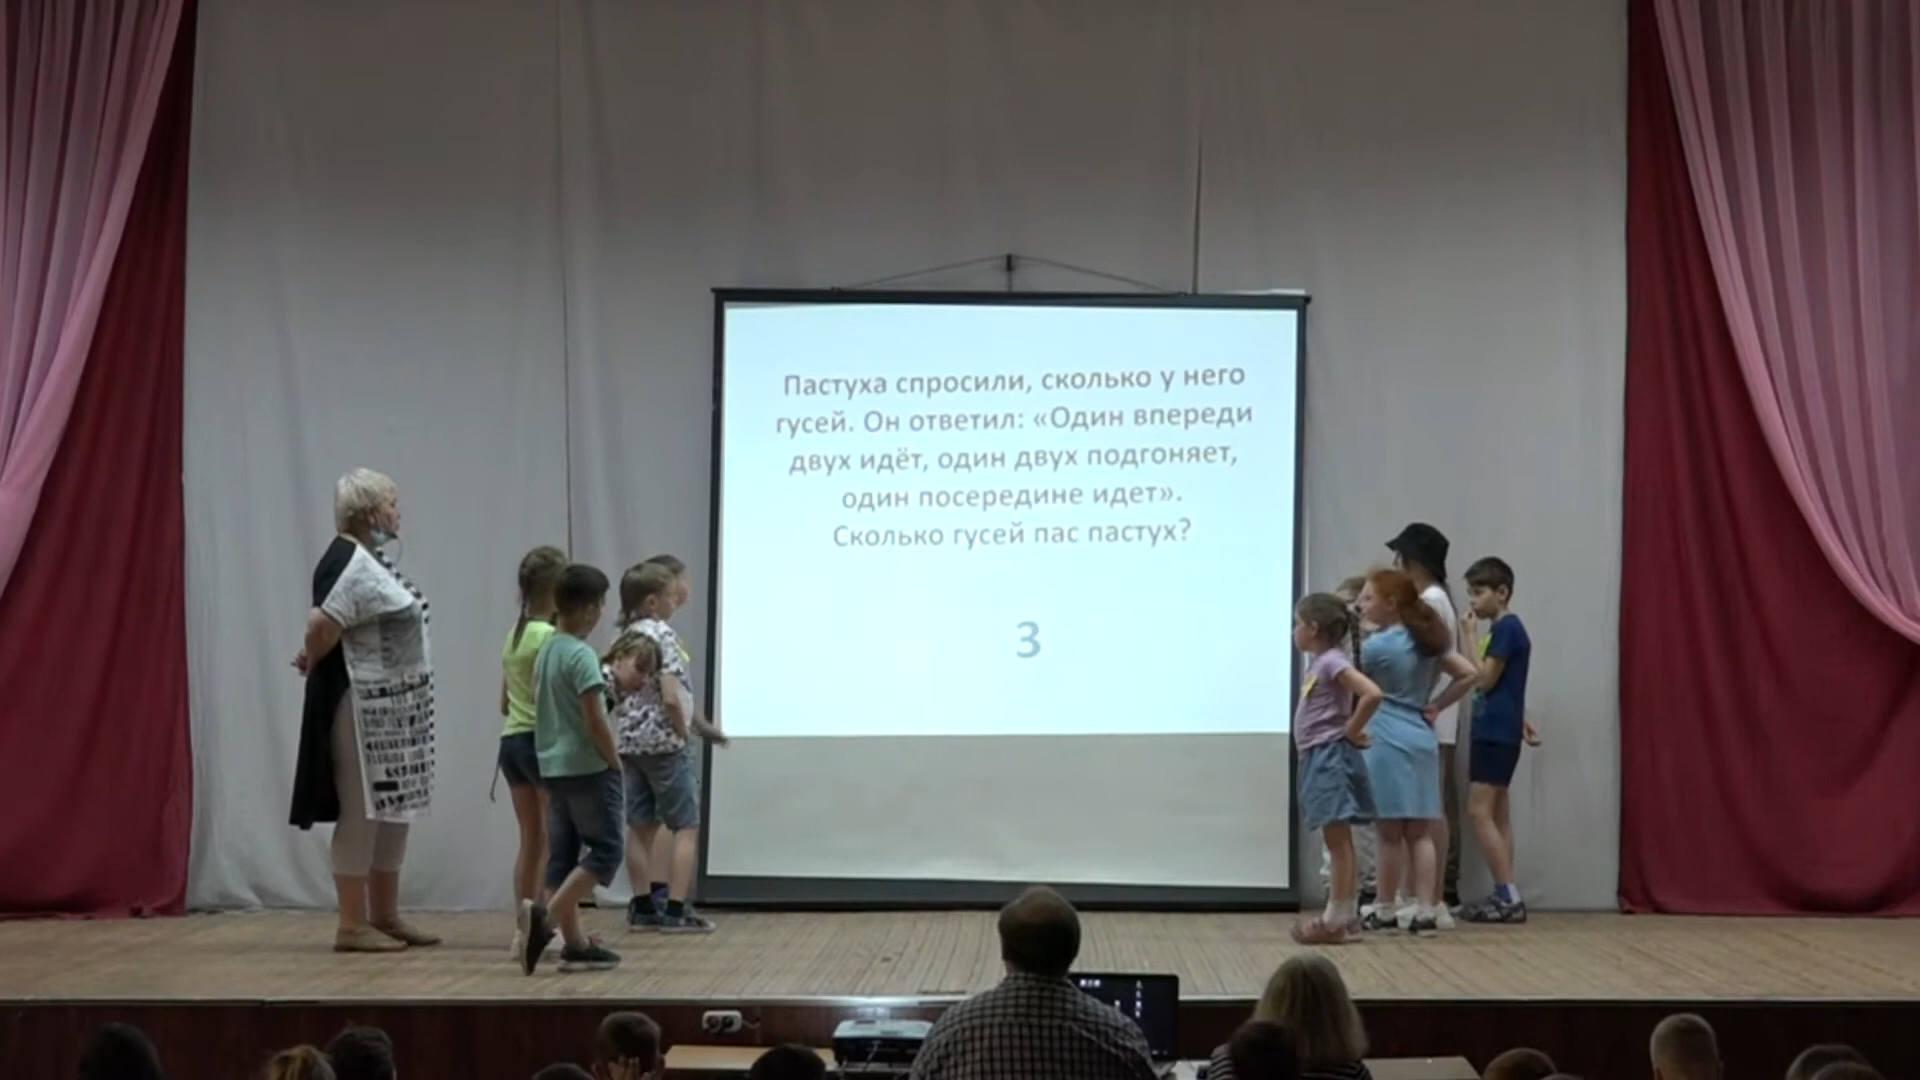 Пастуха спросили, сколько у него
гусей. Он ответил: «Один впереди
двух идёт, один двух подгоняет,
один посередине идет».
Сколько гусей пас пастух?
3